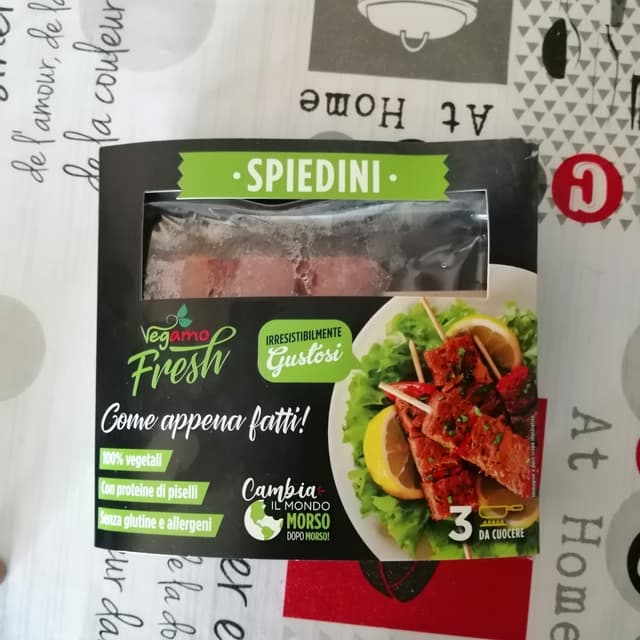 de l'amour, de la
de la couleur
At Home
At Home
C
· SPIEDINI ·
Vegamo
Fresh
IRRESISTIBILMENTE
Gustosi
Come appena fatti!
100% vegetali
Con proteine di piselli
Senza glutine e allergeni
Cambia
IL MONDO
MORSO
DOPO MORSO!
3
DA CUOCERE
At Home